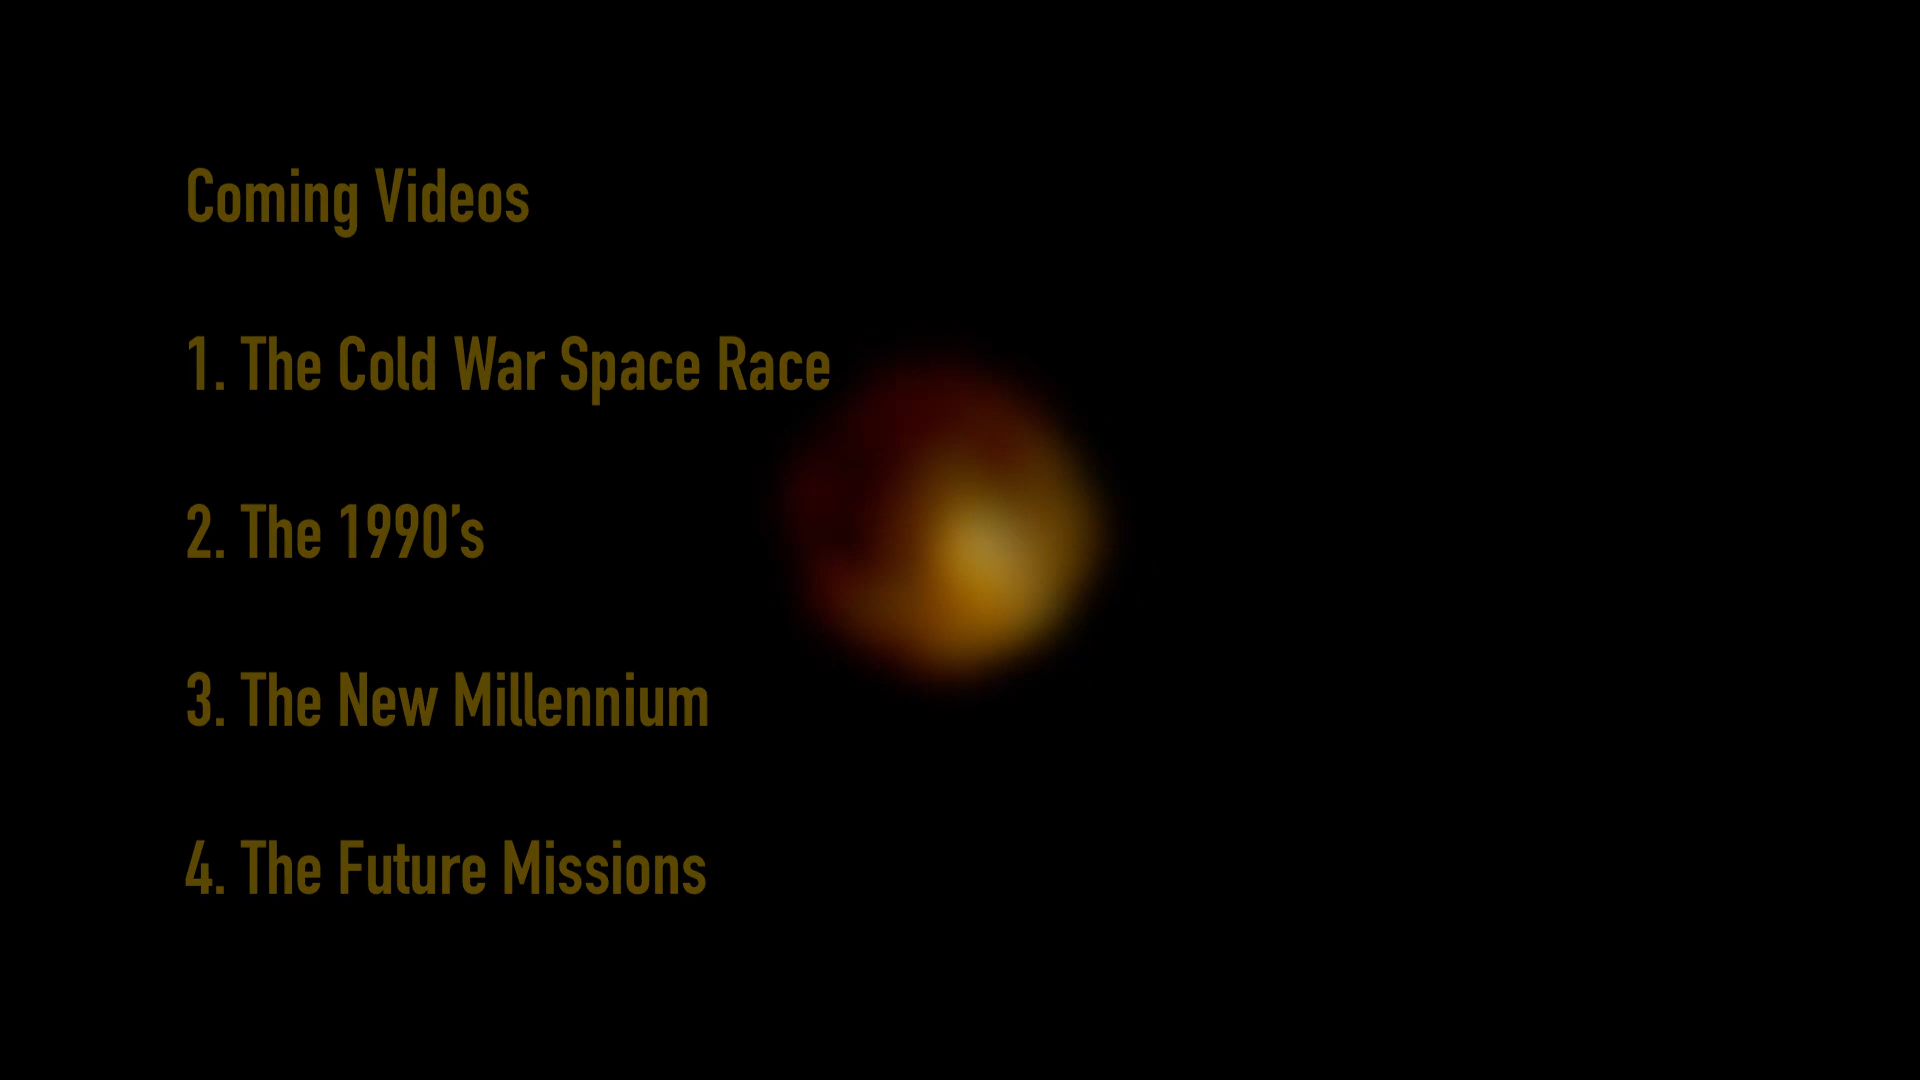 Coming Videos
1. The Cold War Space Race
2. The 1990’s
3. The New Millennium
4. The Future Missions